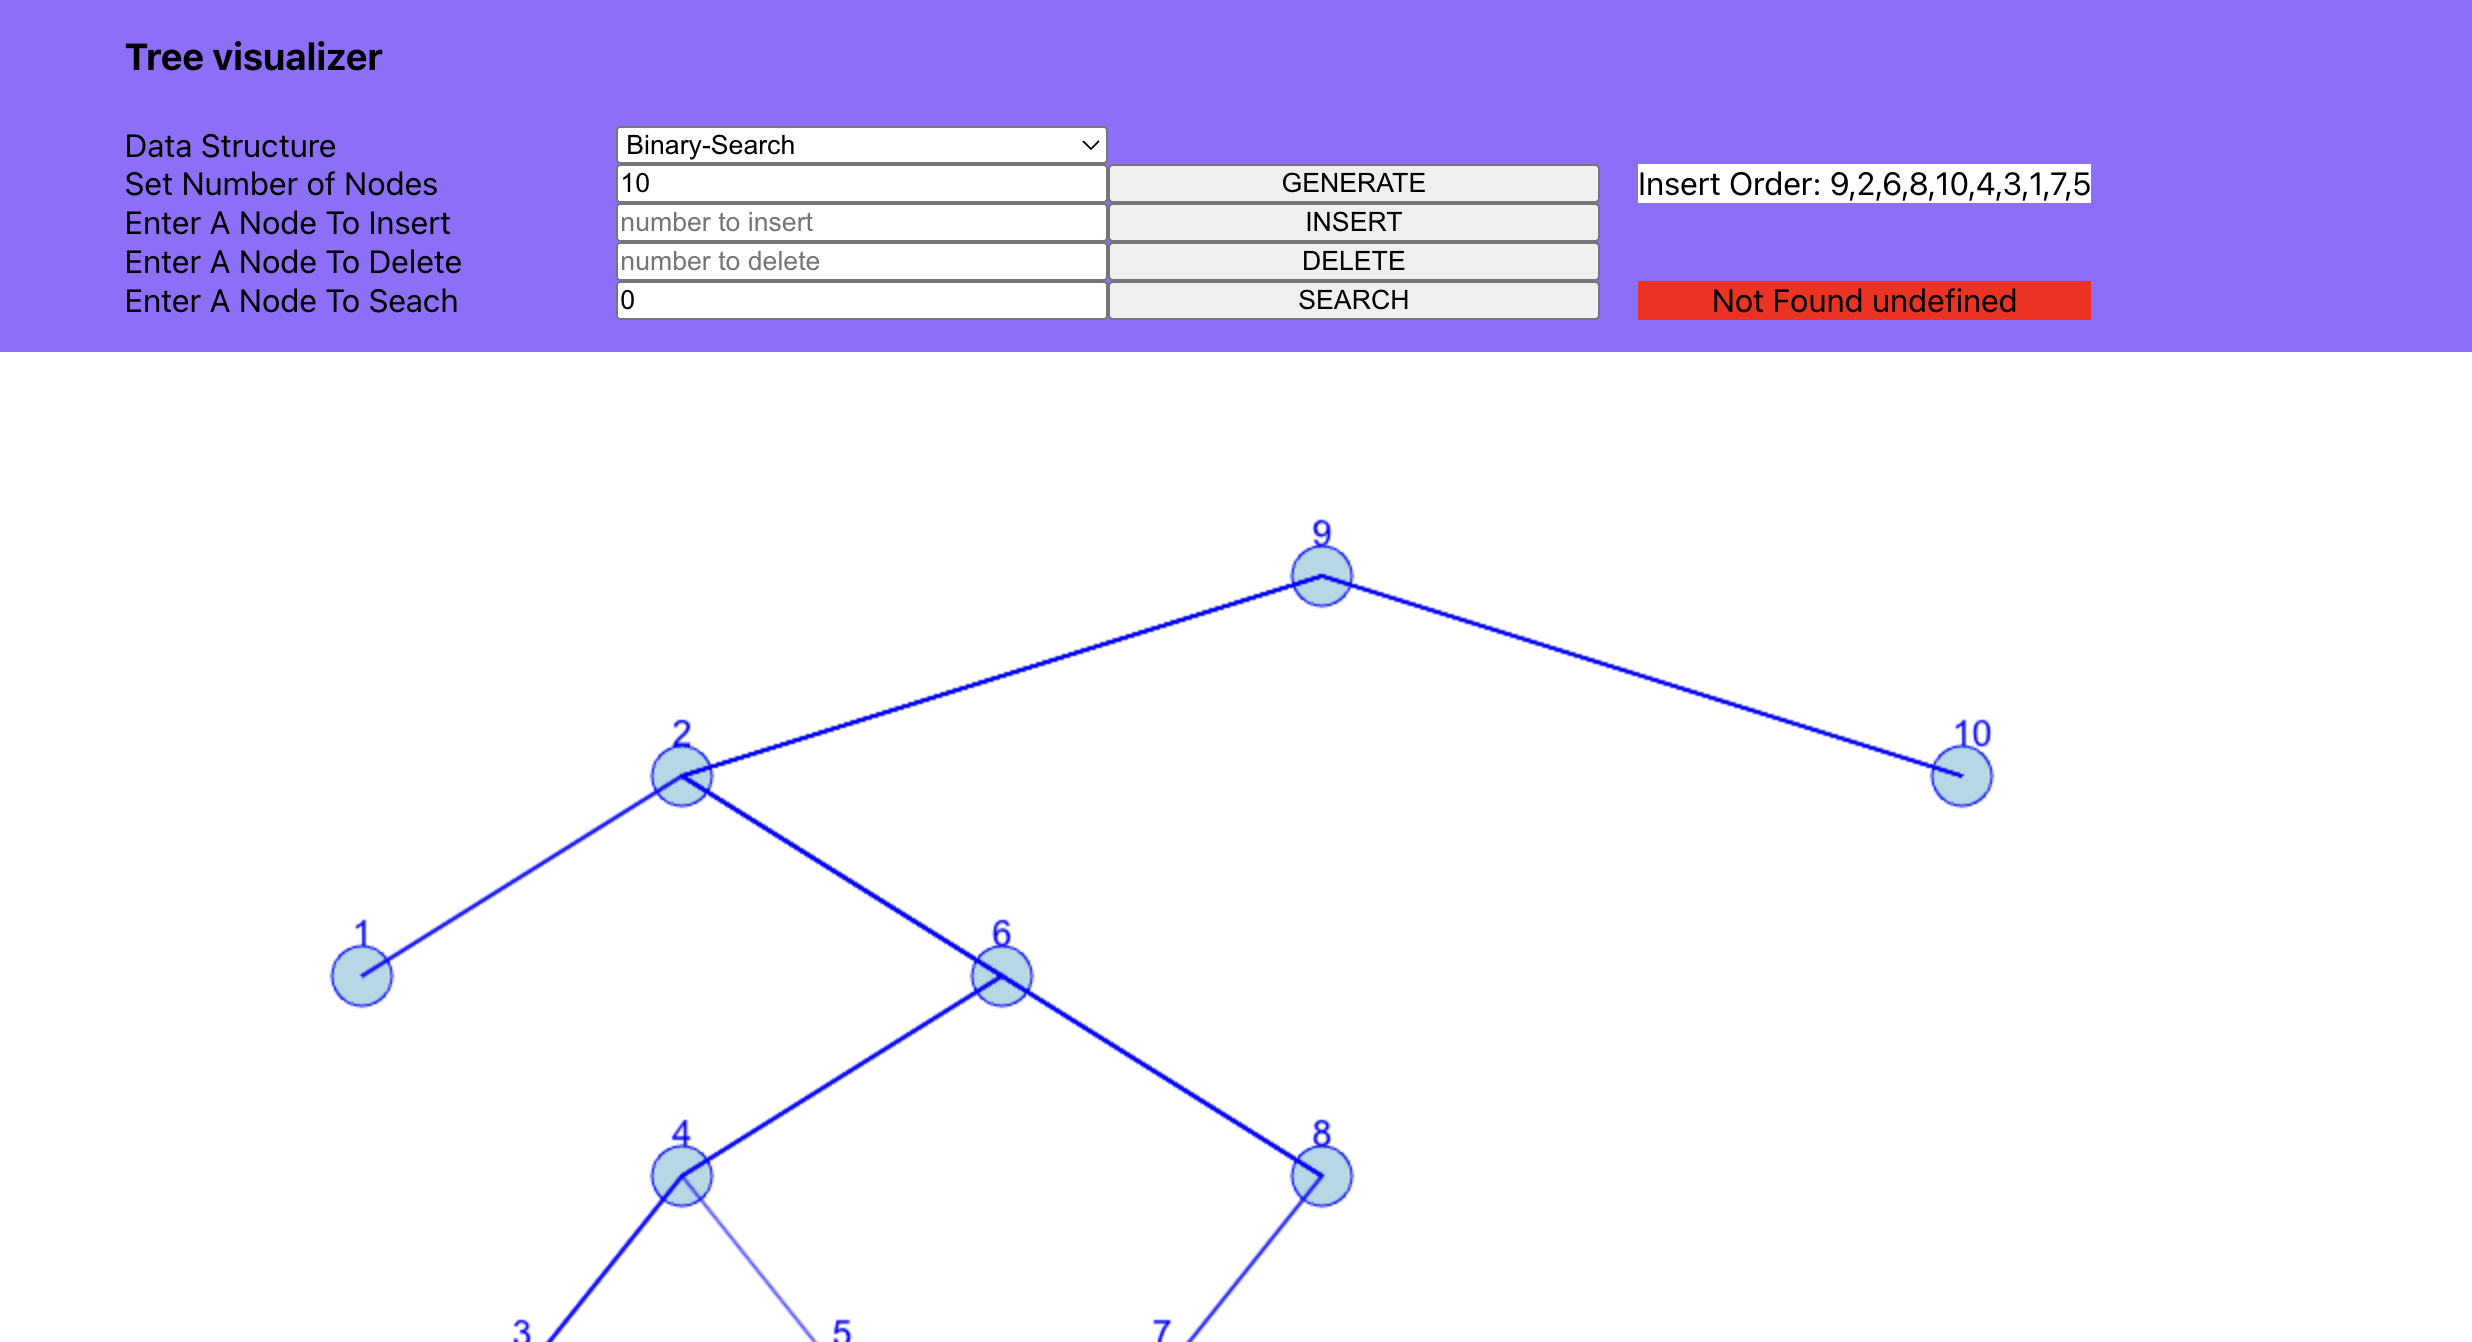 Tree visualizer
Data Structure Binary-Search
Set Number of Nodes 10 GENERATE Insert Order: 9,2,6,8,10,4,3,1,7,5
Enter A Node To Insert number to insert INSERT
Enter A Node To Delete number to delete DELETE
Enter A Node To Seach 0 SEARCH Not Found undefined
9
2 10
1 6
4 8
3 5 7